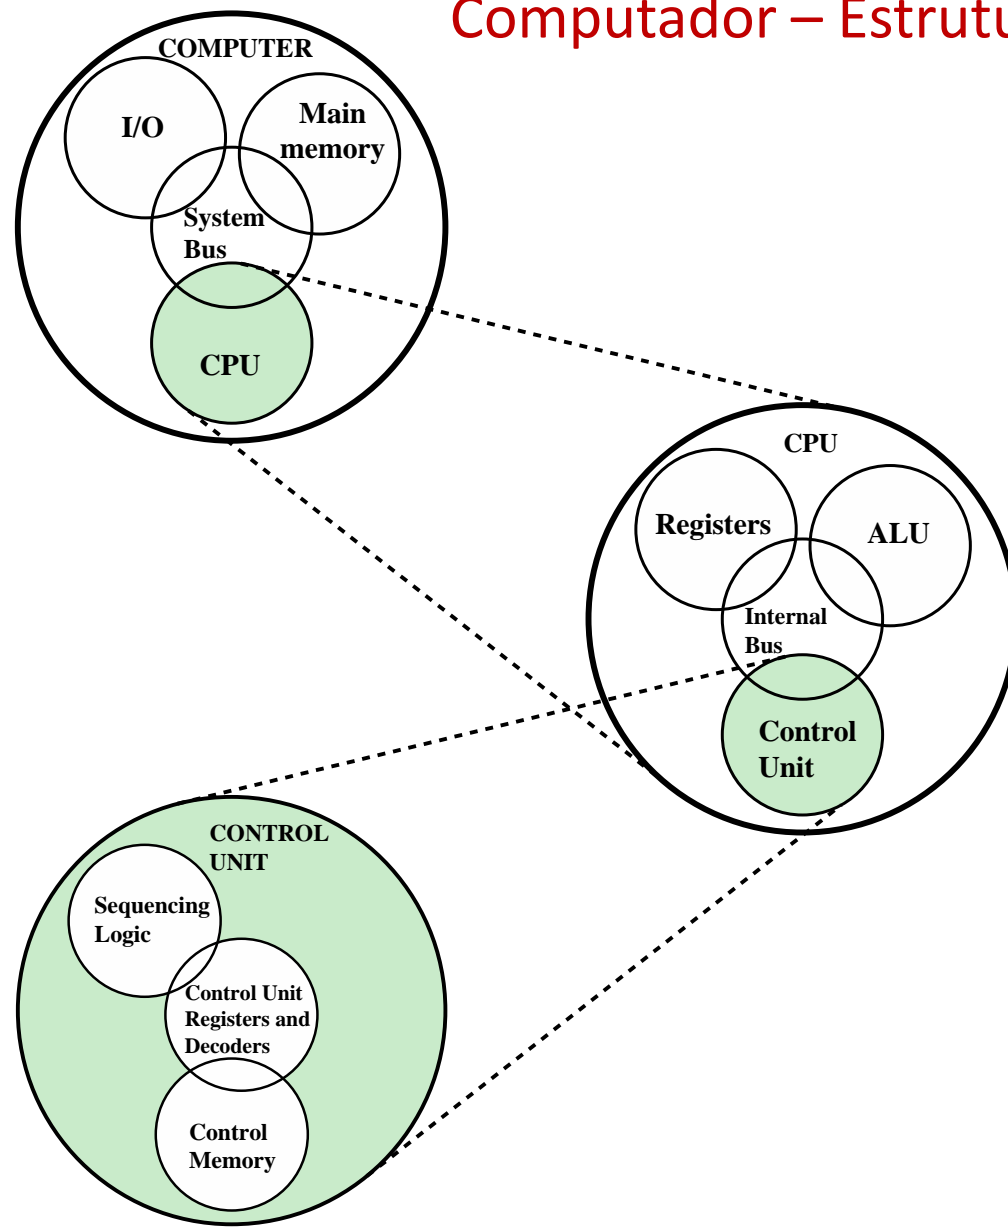 Computador – Estrutu
COMPUTER
I/O
Main
memory
System
Bus
CPU
CPU
Registers
ALU
Internal
Bus
Control
Unit
CONTROL
UNIT
Sequencing
Logic
Control Unit
Registers and
Decoders
Control
Memory